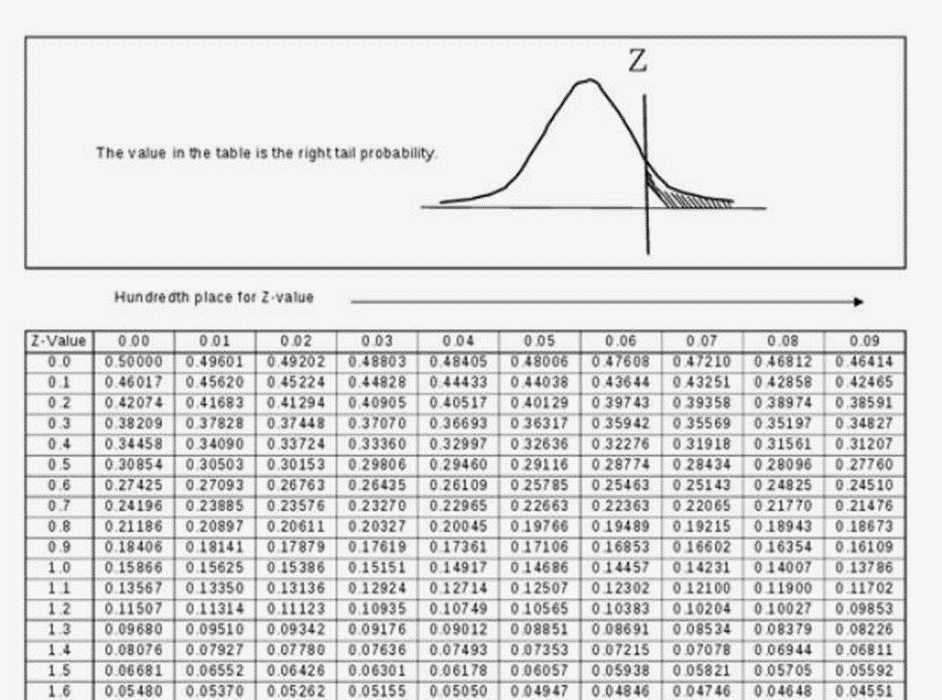 Z
The value in the table is the right tail probability.
Hundredth place for Z-value
Z-Value 0.00 0.01 0.02 0.03 0.04 0.05 0.06 0.07 0.08 0.09
0.0 0.50000 0.49601 0.49202 0.48803 0.48405 0.48006 0.47608 0.47210 0.46812 0.46414
0.1 0.46017 0.45620 0.45224 0.44828 0.44433 0.44038 0.43644 0.43251 0.42858 0.42465
0.2 0.42074 0.41683 0.41294 0.40905 0.40517 0.40129 0.39743 0.39358 0.38974 0.38591
0.3 0.38209 0.37828 0.37448 0.37070 0.36693 0.36317 0.35942 0.35569 0.35197 0.34827
0.4 0.34458 0.34090 0.33724 0.33360 0.32997 0.32636 0.32276 0.31918 0.31561 0.31207
0.5 0.30854 0.30503 0.30153 0.29806 0.29460 0.29116 0.28774 0.28434 0.28096 0.27760
0.6 0.27425 0.27093 0.26763 0.26435 0.26109 0.25785 0.25463 0.25143 0.24825 0.24510
0.7 0.24196 0.23885 0.23576 0.23270 0.22965 0.22663 0.22363 0.22065 0.21770 0.21476
0.8 0.21186 0.20897 0.20611 0.20327 0.20045 0.19766 0.19489 0.19215 0.18943 0.18673
0.9 0.18406 0.18141 0.17879 0.17619 0.17361 0.17106 0.16853 0.16602 0.16354 0.16109
1.0 0.15866 0.15625 0.15386 0.15151 0.14917 0.14686 0.14457 0.14231 0.14007 0.13786
1.1 0.13567 0.13350 0.13136 0.12924 0.12714 0.12507 0.12302 0.12100 0.11900 0.11702
1.2 0.11507 0.11314 0.11123 0.10935 0.10749 0.10565 0.10383 0.10204 0.10027 0.09853
1.3 0.09680 0.09510 0.09342 0.09176 0.09012 0.08851 0.08691 0.08534 0.08379 0.08226
1.4 0.08076 0.07927 0.07780 0.07636 0.07493 0.07353 0.07215 0.07078 0.06944 0.06811
1.5 0.06681 0.06552 0.06426 0.06301 0.06178 0.06057 0.05938 0.05821 0.05705 0.05592
1.6 0.05480 0.05370 0.05262 0.05155 0.05050 0.04947 0.04846 0.04746 0.04648 0.04551